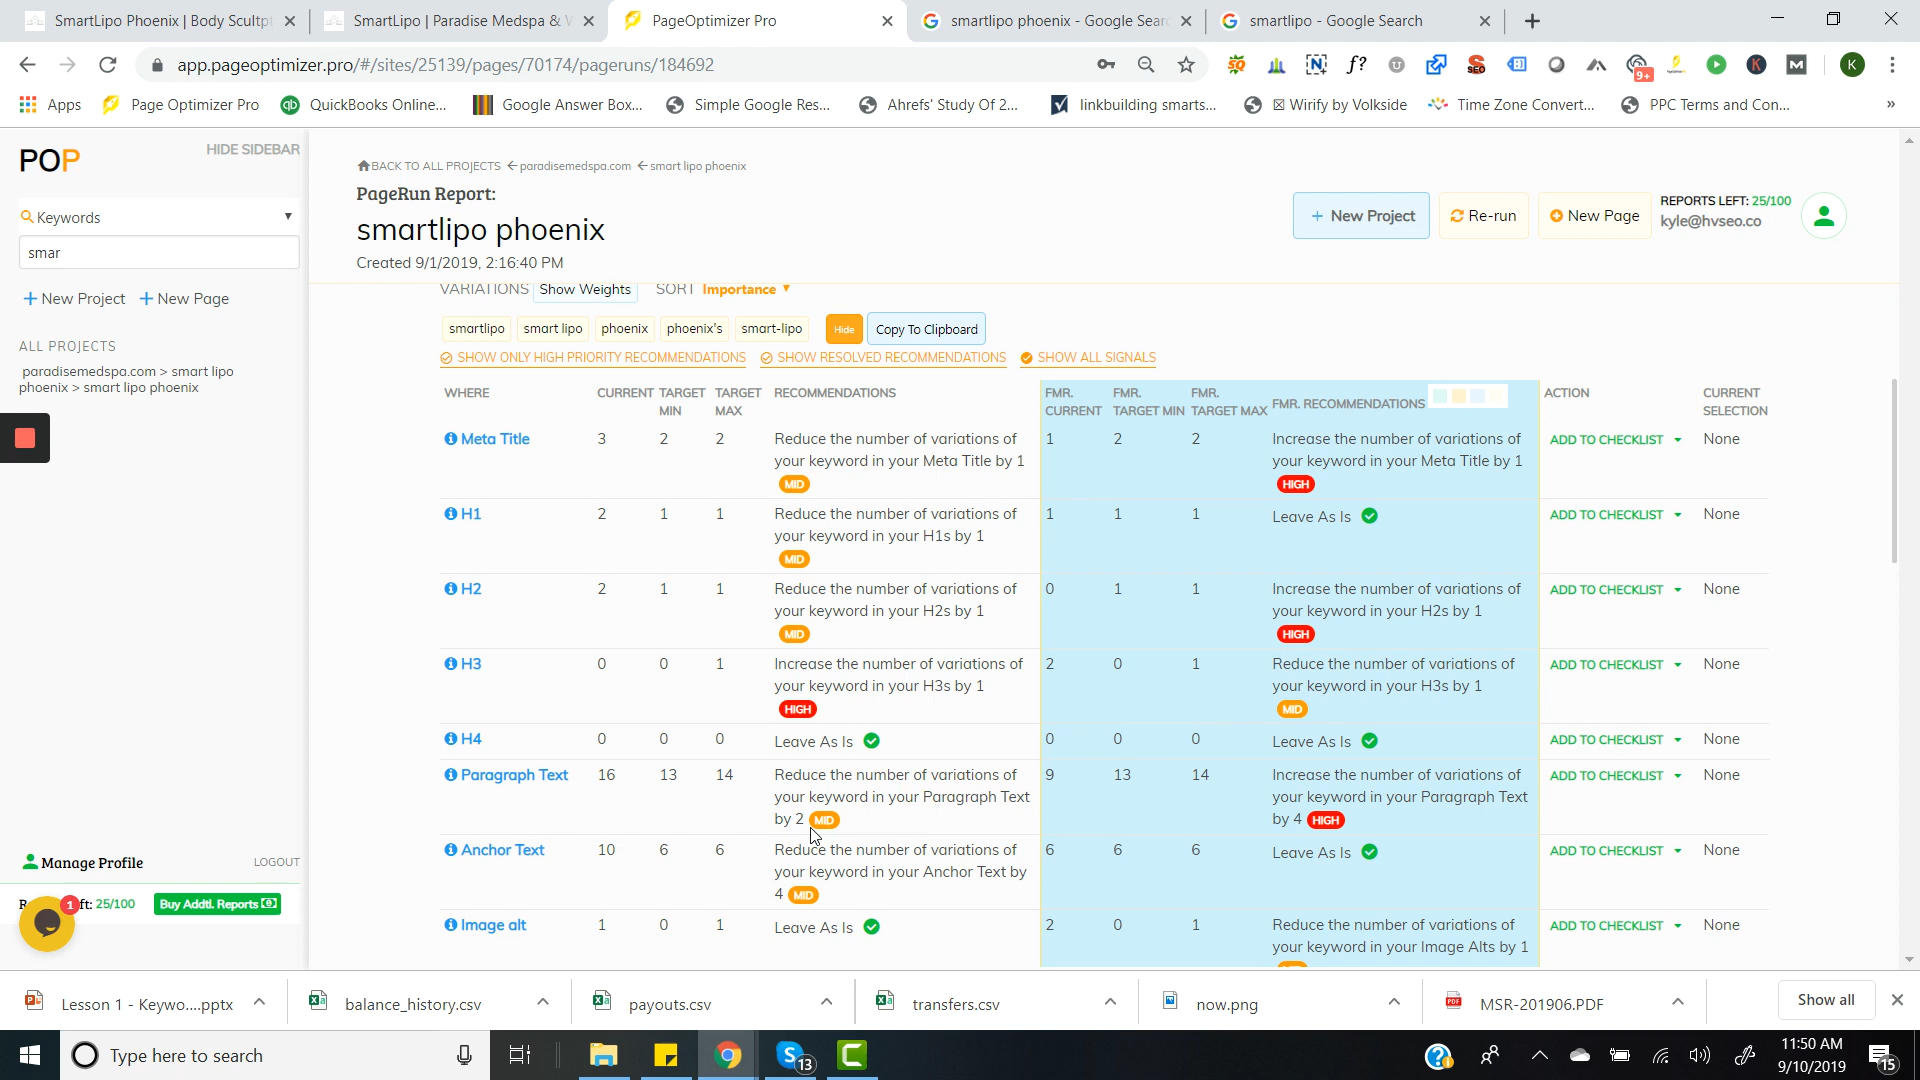 SmartLipo Phoenix | Body Scultpt
SmartLipo | Paradise Medspa & W
PageOptimizer Pro
smartlipo phoenix - Google Searc
smartlipo - Google Search
app.pageoptimizer.pro/#/sites/25139/pages/70174/pageruns/184692
9+
K
Apps
Page Optimizer Pro
QuickBooks Online...
Google Answer Box...
Simple Google Res...
Ahrefs' Study Of 2...
linkbuilding smarts...
Wirify by Volkside
Time Zone Convert...
PPC Terms and Con...
»
POP
HIDE SIDEBAR
Keywords
smar
+ New Project + New Page
ALL PROJECTS
paradisemedspa.com > smart lipo
phoenix > smart lipo phoenix
Manage Profile
LOGOUT
ft: 25/100
Buy Addtl. Reports
1
BACK TO ALL PROJECTS ← paradisemedspa.com ← smart lipo phoenix
PageRun Report:
smartlipo phoenix
Created 9/1/2019, 2:16:40 PM
+ New Project
Re-run
New Page
REPORTS LEFT: 25/100
kyle@hvseo.co
VARIATIONS Show Weights SORT Importance
smartlipo smart lipo phoenix phoenix's smart-lipo Hide Copy To Clipboard
SHOW ONLY HIGH PRIORITY RECOMMENDATIONS SHOW RESOLVED RECOMMENDATIONS SHOW ALL SIGNALS
WHERE CURRENT TARGET MIN TARGET MAX RECOMMENDATIONS FMR. CURRENT FMR. TARGET MIN FMR. TARGET MAX FMR. RECOMMENDATIONS ACTION CURRENT SELECTION
Meta Title 3 2 2 Reduce the number of variations of your keyword in your Meta Title by 1 MID 1 2 2 Increase the number of variations of your keyword in your Meta Title by 1 HIGH ADD TO CHECKLIST None
H1 2 1 1 Reduce the number of variations of your keyword in your H1s by 1 MID 1 1 1 Leave As Is ADD TO CHECKLIST None
H2 2 1 1 Reduce the number of variations of your keyword in your H2s by 1 MID 0 1 1 Increase the number of variations of your keyword in your H2s by 1 HIGH ADD TO CHECKLIST None
H3 0 0 1 Increase the number of variations of your keyword in your H3s by 1 HIGH 2 0 1 Reduce the number of variations of your keyword in your H3s by 1 MID ADD TO CHECKLIST None
H4 0 0 0 Leave As Is 0 0 0 Leave As Is ADD TO CHECKLIST None
Paragraph Text 16 13 14 Reduce the number of variations of your keyword in your Paragraph Text by 2 MID 9 13 14 Increase the number of variations of your keyword in your Paragraph Text by 4 HIGH ADD TO CHECKLIST None
Anchor Text 10 6 6 Reduce the number of variations of your keyword in your Anchor Text by 4 MID 6 6 6 Leave As Is ADD TO CHECKLIST None
Image alt 1 0 1 Leave As Is 2 0 1 Reduce the number of variations of your keyword in your Image Alts by 1 ADD TO CHECKLIST None
Lesson 1 - Keywo....pptx
balance_history.csv
payouts.csv
transfers.csv
now.png
MSR-201906.PDF
Show all
Type here to search
13
11:50 AM
9/10/2019
15